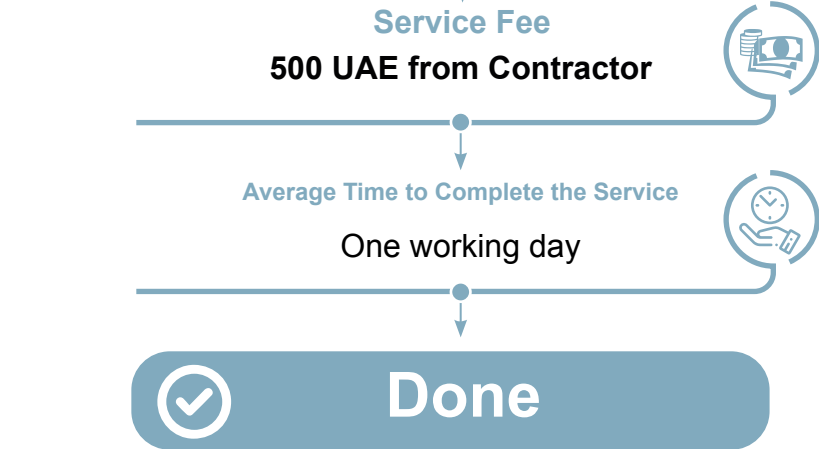 Service Fee
500 UAE from Contractor
Average Time to Complete the Service
One working day
Done